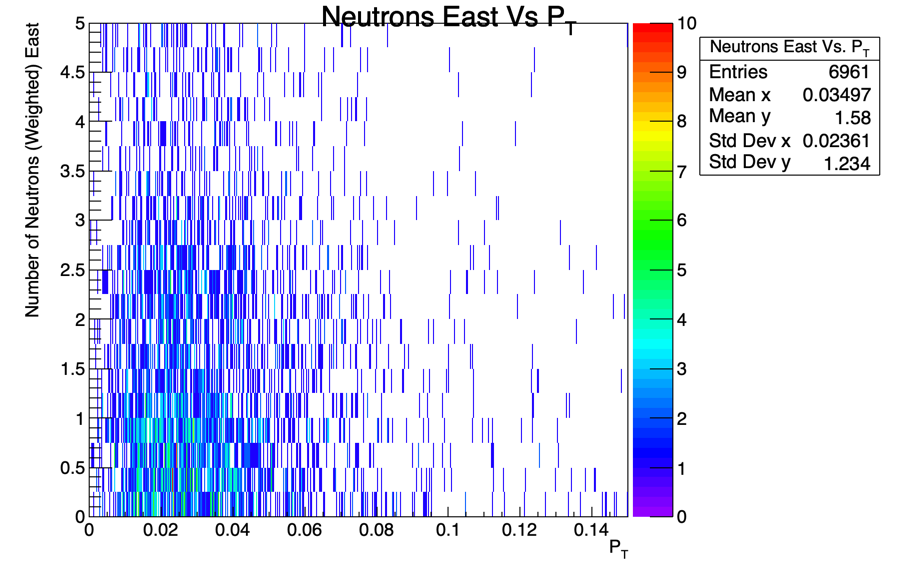 Neutrons East Vs P_T
Number of Neutrons (Weighted) East
5
4.5
4
3.5
3
2.5
2
1.5
1
0.5
0
0 0.02 0.04 0.06 0.08 0.1 0.12 0.14
P_T
10
9
8
7
6
5
4
3
2
1
0
Neutrons East Vs. P_T
Entries 6961
Mean x 0.03497
Mean y 1.58
Std Dev x 0.02361
Std Dev y 1.234